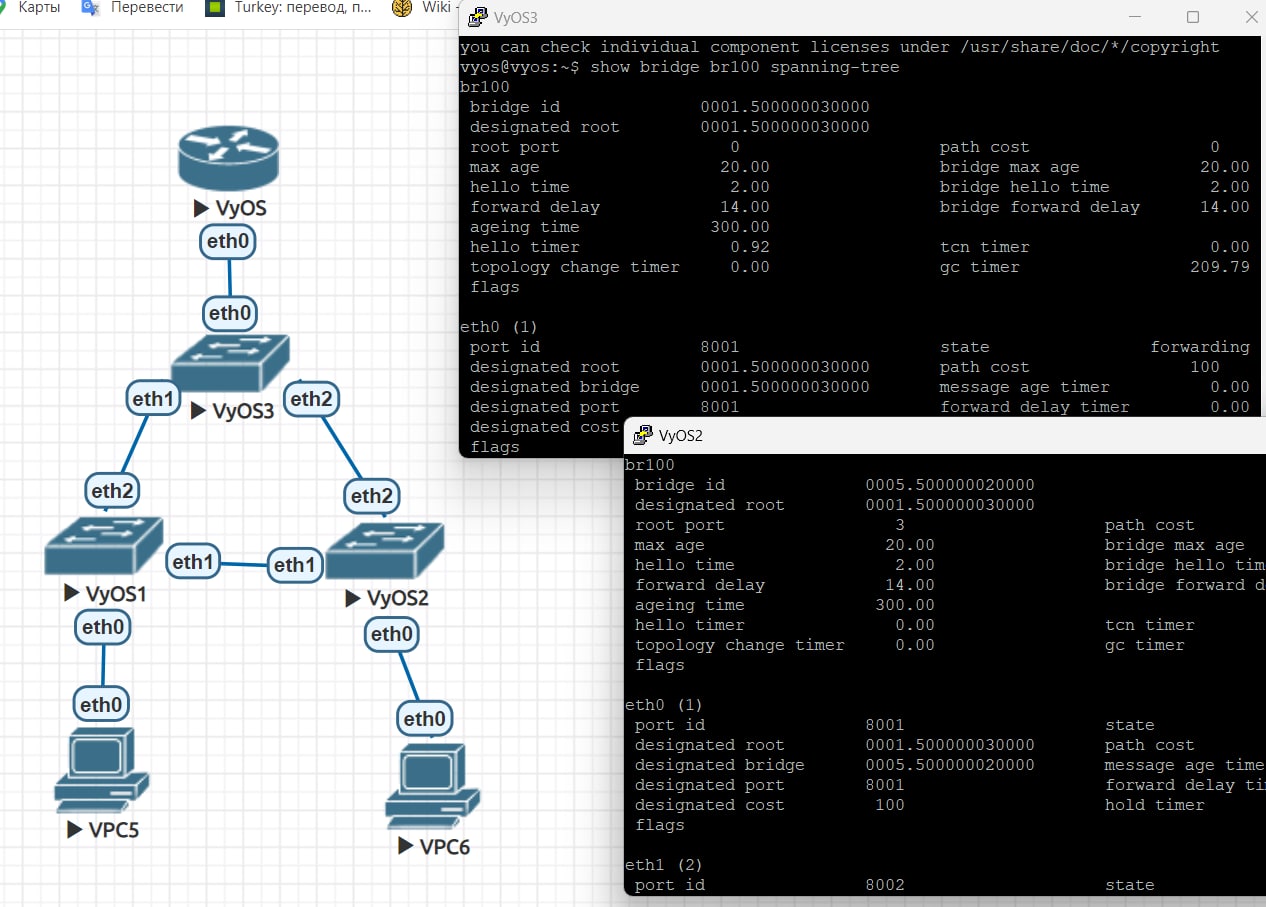 Карты Перевести Turkey: перевод, п... Wiki -
VyOS3
you can check individual component licenses under /usr/share/doc/*/copyright
vyos@vyos:~$ show bridge br100 spanning-tree
br100
bridge id 0001.500000030000
designated root 0001.500000030000
root port 0 path cost 0
max age 20.00 bridge max age 20.00
hello time 2.00 bridge hello time 2.00
forward delay 14.00 bridge forward delay 14.00
ageing time 300.00
hello timer 0.92 tcn timer 0.00
topology change timer 0.00 gc timer 209.79
flags
eth0 (1)
port id 8001 state forwarding
designated root 0001.500000030000 path cost 100
designated bridge 0001.500000030000 message age timer 0.00
designated port 8001 forward delay timer 0.00
designated cost
flags
VyOS2
br100
bridge id 0005.500000020000
designated root 0001.500000030000
root port 3 path cost
max age 20.00 bridge max age
hello time 2.00 bridge hello tim
forward delay 14.00 bridge forward d
ageing time 300.00
hello timer 0.00 tcn timer
topology change timer 0.00 gc timer
flags
eth0 (1)
port id 8001 state
designated root 0001.500000030000 path cost
designated bridge 0005.500000020000 message age time
designated port 8001 forward delay ti
designated cost 100 hold timer
flags
eth1 (2)
port id 8002 state
VyOS
eth0
eth0
eth1 VyOS3 eth2
eth2 eth2
eth1 eth1
VyOS1 VyOS2
eth0 eth0
eth0 eth0
VPC5 VPC6